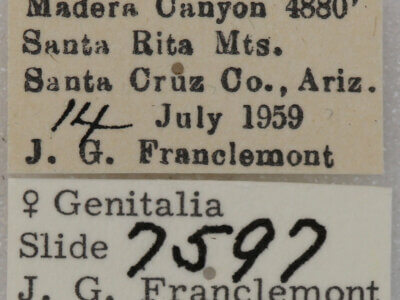 Madera Canyon 4880'
Santa Rita Mts.
Santa Cruz Co., Ariz.
14 July 1959
J. G. Franclemont
♀ Genitalia
Slide 7597
J. G. Franclemont